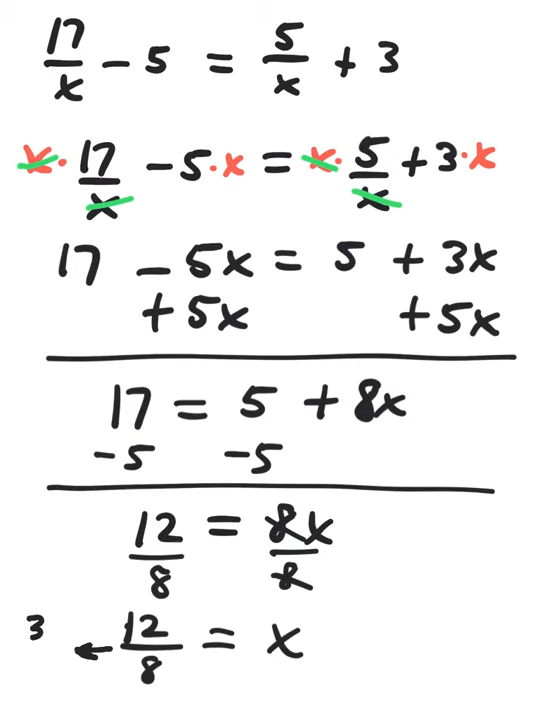 17/x - 5 = 5/x + 3
x · 17/x - 5 · x = x · 5/x + 3 · x
17 - 5x = 5 + 3x
+ 5x + 5x
17 = 5 + 8x
- 5 - 5
12/8 = 8x/8
3 ← 12/8 = x